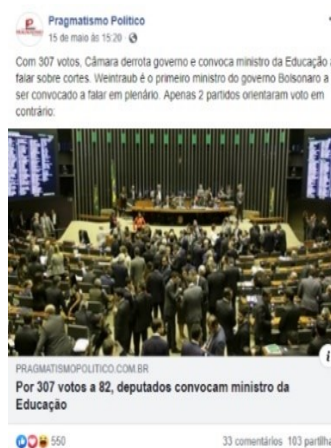 Pragmatismo Político
15 de maio às 15:20 ·
Com 307 votos, Câmara derrota governo e convoca ministro da Educação a
falar sobre cortes. Weintraub é o primeiro ministro do governo Bolsonaro a
ser convocado a falar em plenário. Apenas 2 partidos orientaram voto em
contrário:
PRAGMATISMOPOLITICO.COM.BR
Por 307 votos a 82, deputados convocam ministro da
Educação
550
33 comentários 103 partilha